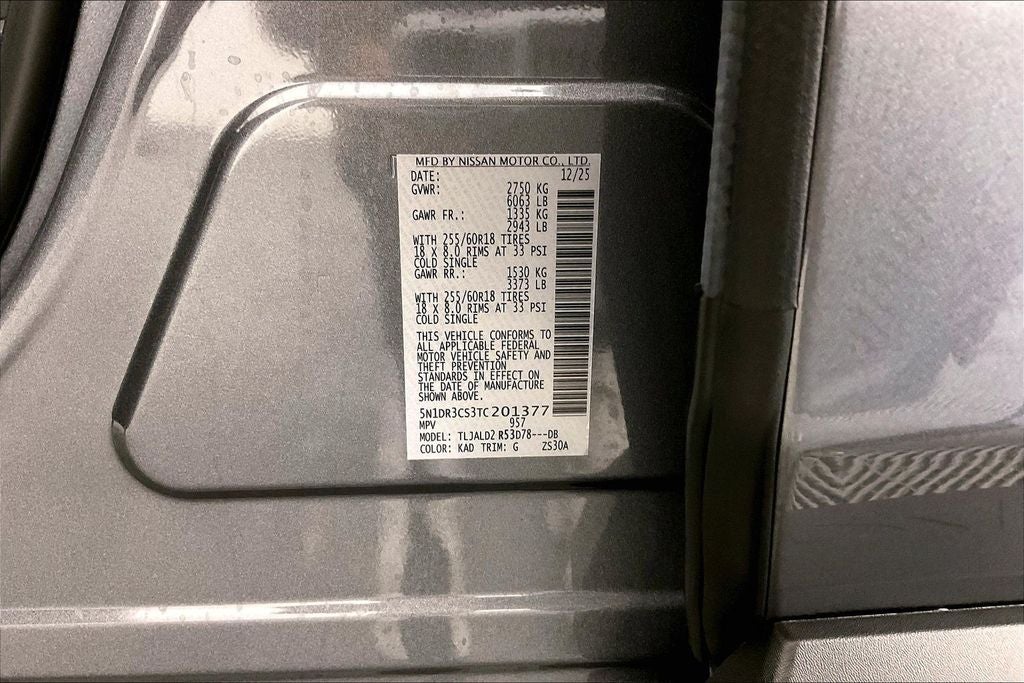 MFD BY NISSAN MOTOR CO., LTD.
DATE: 12/25
GVWR: 2750 KG
6063 LB
GAWR FR.: 1335 KG
2943 LB
WITH 255/60R18 TIRES
18 X 8.0 RIMS AT 33 PSI
COLD SINGLE
GAWR RR.: 1530 KG
3373 LB
WITH 255/60R18 TIRES
18 X 8.0 RIMS AT 33 PSI
COLD SINGLE
THIS VEHICLE CONFORMS TO
ALL APPLICABLE FEDERAL
MOTOR VEHICLE SAFETY AND
THEFT PREVENTION
STANDARDS IN EFFECT ON
THE DATE OF MANUFACTURE
SHOWN ABOVE.
5N1DR3CS3TC201377
MPV 957
MODEL: TLJALD2 R53D78---DB
COLOR: KAD TRIM: G ZS30A